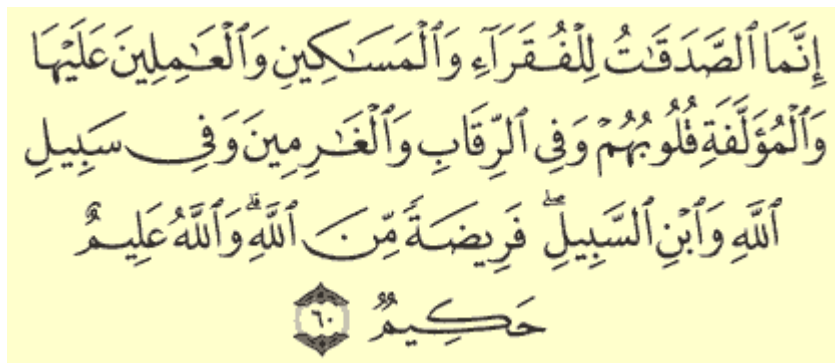 إِنَّمَا ٱلصَّدَقَٰتُ لِلْفُقَرَآءِ وَٱلْمَسَٰكِينِ وَٱلْعَٰمِلِينَ عَلَيْهَا
وَٱلْمُؤَلَّفَةِ قُلُوبُهُمْ وَفِى ٱلرِّقَابِ وَٱلْغَٰرِمِينَ وَفِى سَبِيلِ
ٱللَّهِ وَٱبْنِ ٱلسَّبِيلِ ۖ فَرِيضَةً مِّنَ ٱللَّهِ ۗ وَٱللَّهُ عَلِيمٌ
حَكِيمٌ ٦٠